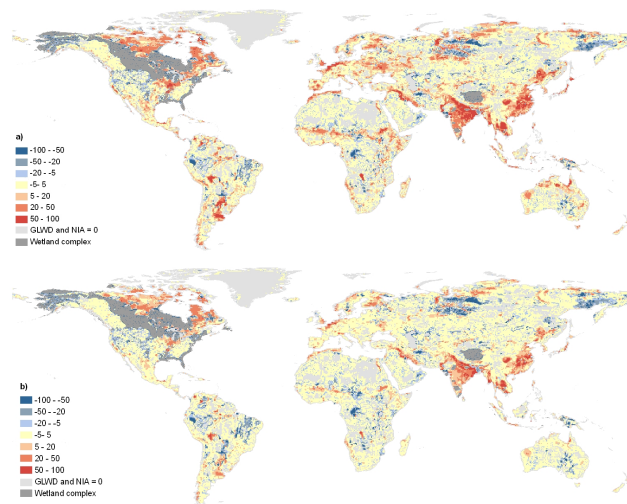 a)
-100 - -50
-50 - -20
-20 - -5
-5- 5
5 - 20
20 - 50
50 - 100
GLWD and NIA = 0
Wetland complex
b)
-100 - -50
-50 - -20
-20 - -5
-5- 5
5 - 20
20 - 50
50 - 100
GLWD and NIA = 0
Wetland complex